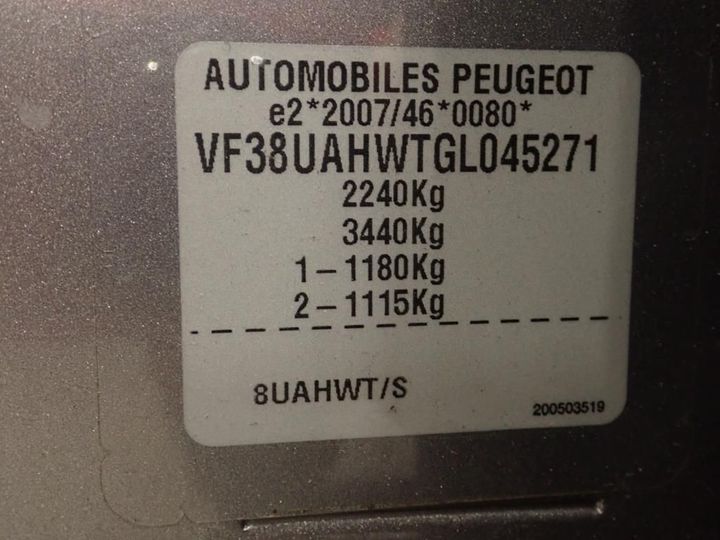 AUTOMOBILES PEUGEOT
e2*2007/46*0080*
VF38UAHWTGL045271
2240Kg
3440Kg
1-1180Kg
2-1115Kg
8UAHWT/S
200503519